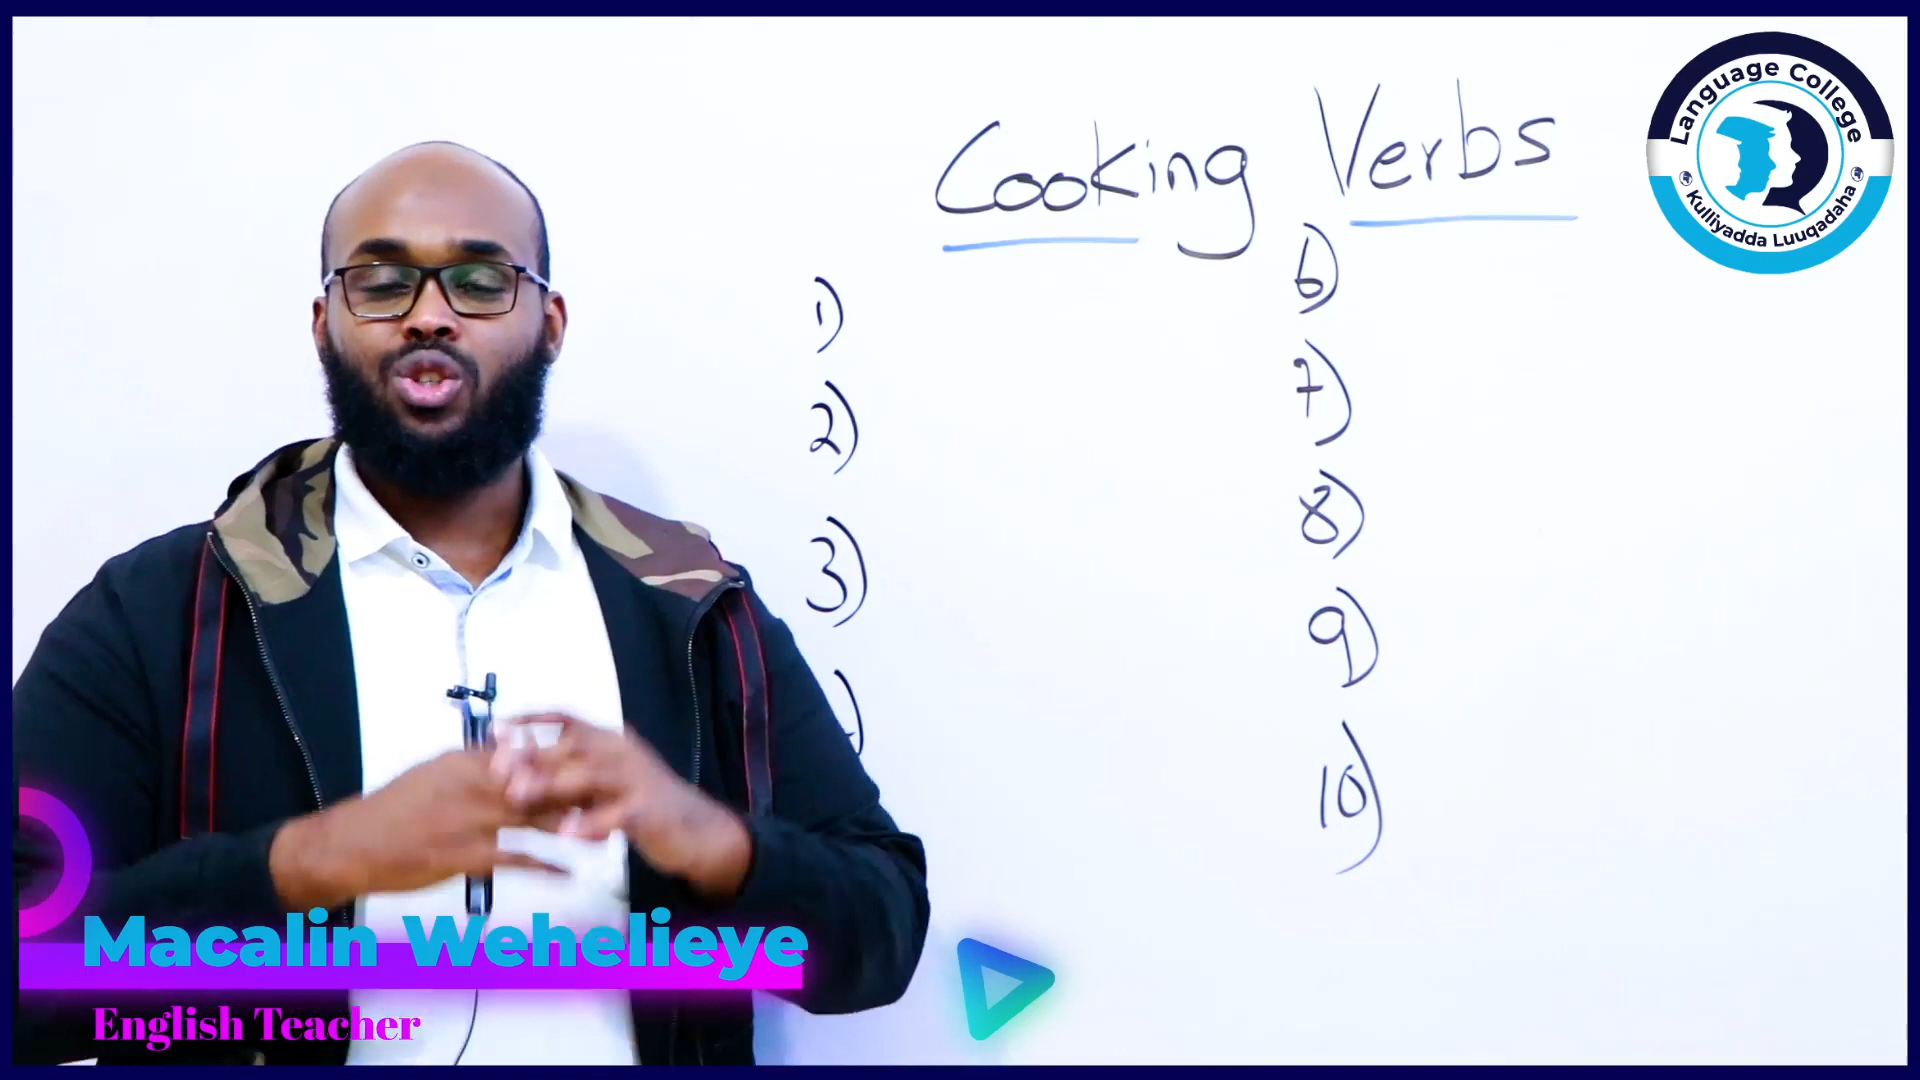 Language College
Kulliyadda Luuqadaha
Cooking Verbs
1)
2)
3)
6)
7)
8)
9)
10)
Macalin Wehelieye
English Teacher